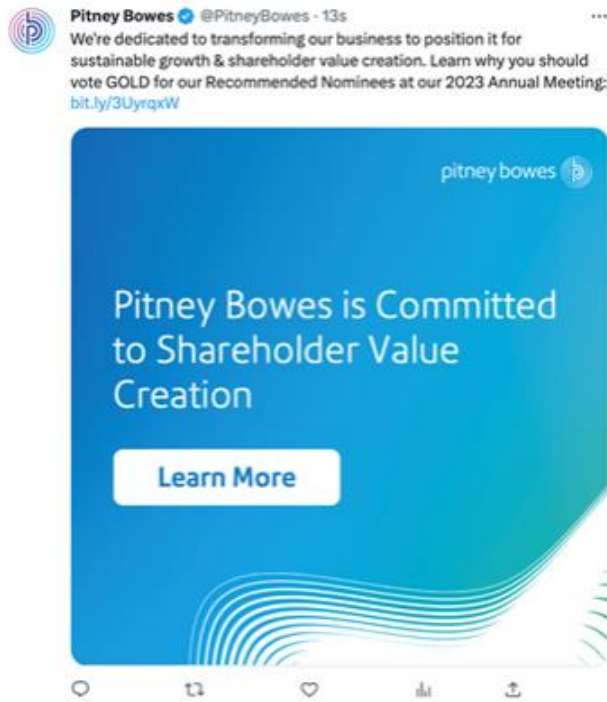 Pitney Bowes @PitneyBowes · 13s
We're dedicated to transforming our business to position it for
sustainable growth & shareholder value creation. Learn why you should
vote GOLD for our Recommended Nominees at our 2023 Annual Meeting:
bit.ly/3UyrqxW
pitney bowes
Pitney Bowes is Committed
to Shareholder Value
Creation
Learn More